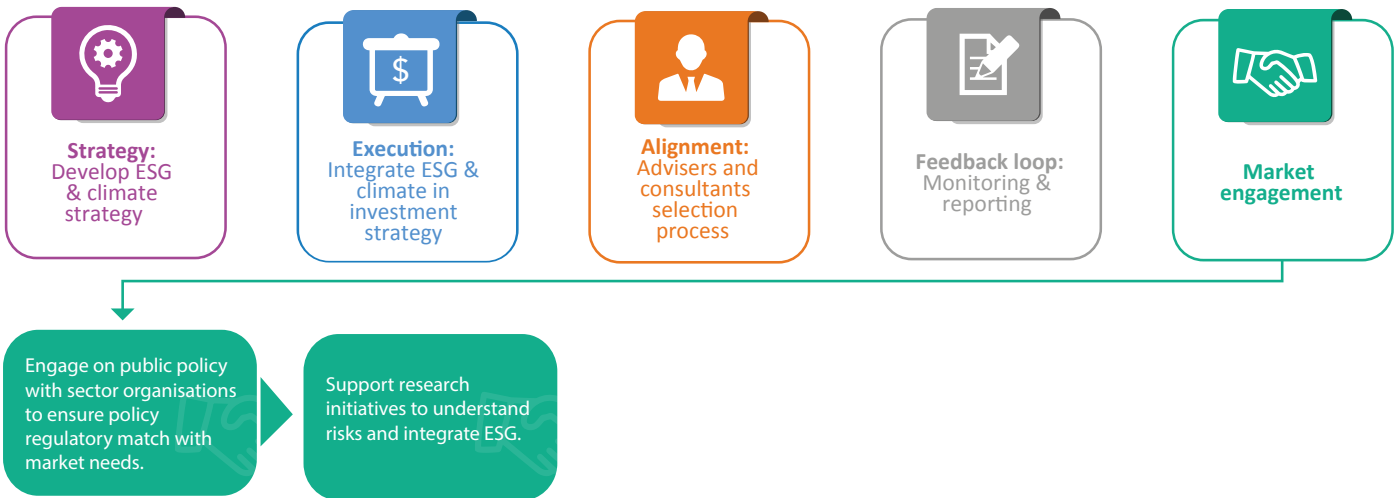 $
Strategy:
Develop ESG
& climate
strategy
Execution:
Integrate ESG &
climate in
investment
strategy
Alignment:
Advisers and
consultants
selection
process
Feedback loop:
Monitoring &
reporting
Market
engagement
Engage on public policy
with sector organisations
to ensure policy
regulatory match with
market needs.
Support research
initiatives to understand
risks and integrate ESG.